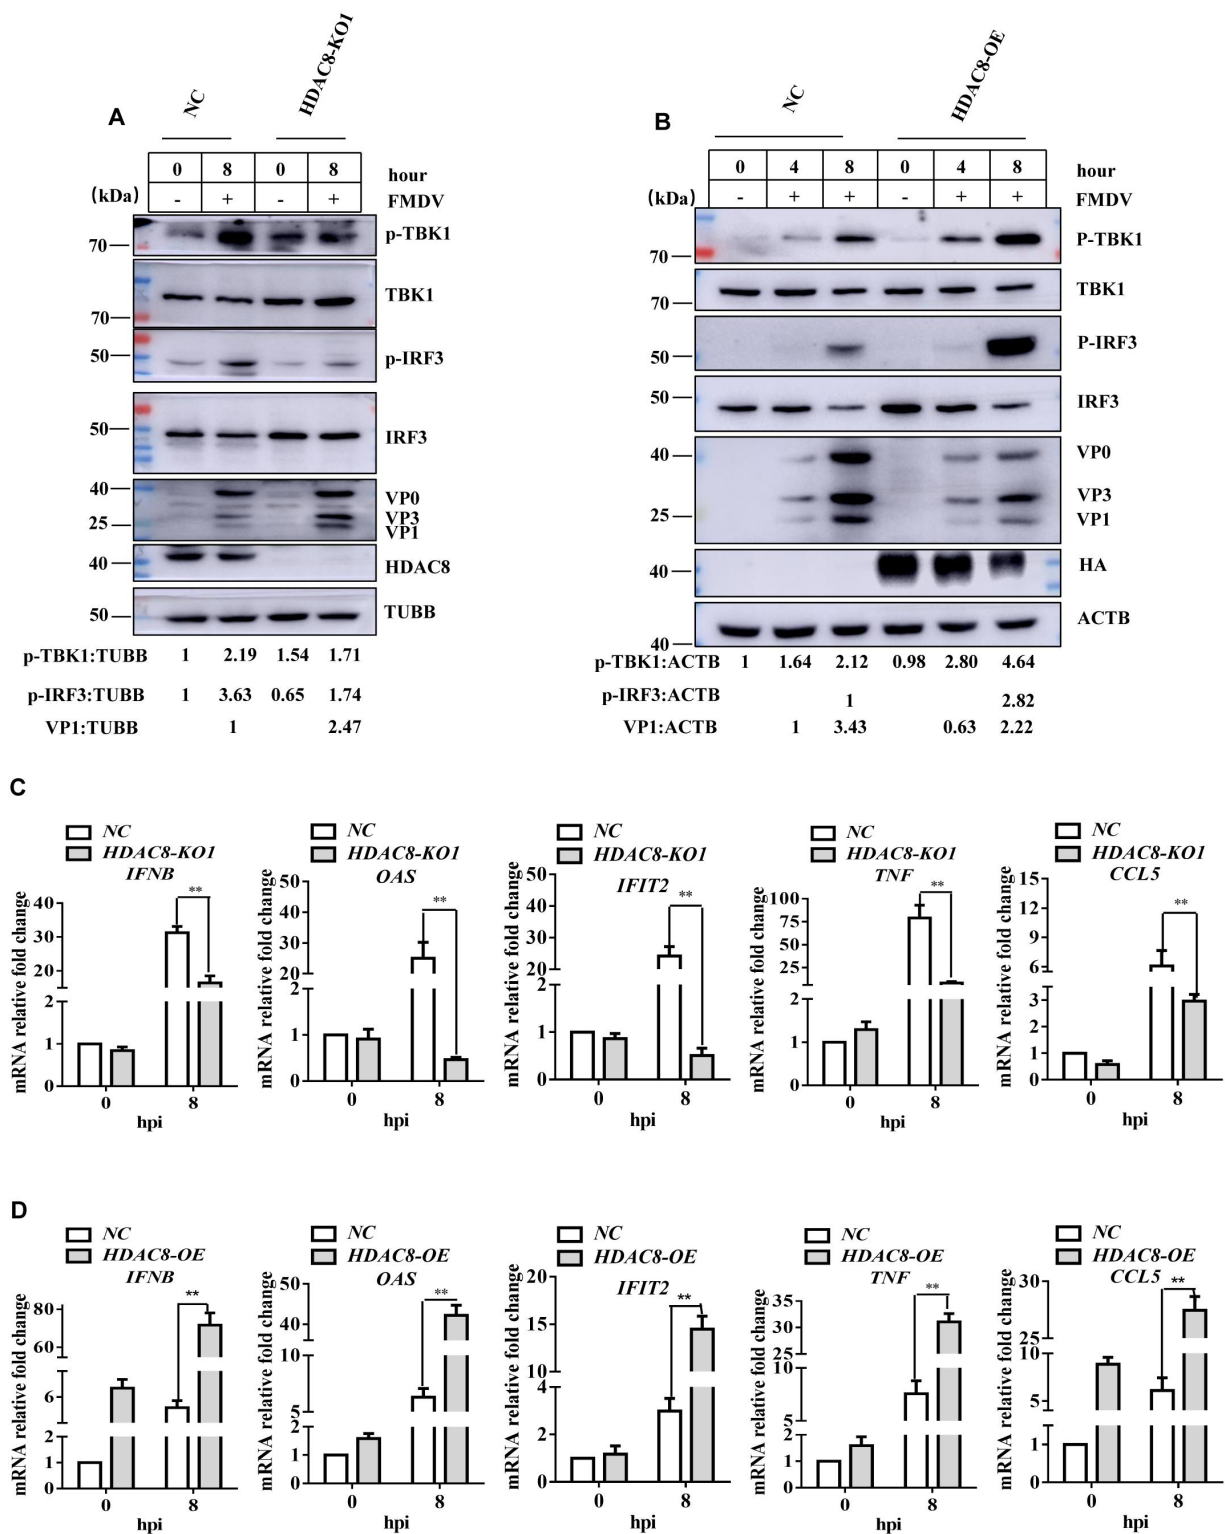 A
NC
HDAC8-KO1
0 8 0 8 hour
(kDa) - + - + FMDV
70 p-TBK1
70 TBK1
50 p-IRF3
50 IRF3
40 VP0
VP3
25 VP1
40 HDAC8
50 TUBB
p-TBK1:TUBB 1 2.19 1.54 1.71
p-IRF3:TUBB 1 3.63 0.65 1.74
VP1:TUBB 1 2.47
B
NC
HDAC8-OE
0 4 8 0 4 8 hour
(kDa) - + + - + + FMDV
70 P-TBK1
70 TBK1
50 P-IRF3
50 IRF3
40 VP0
VP3
25 VP1
40 HA
40 ACTB
p-TBK1:ACTB 1 1.64 2.12 0.98 2.80 4.64
p-IRF3:ACTB 1 2.82
VP1:ACTB 1 3.43 0.63 2.22
C
NC
HDAC8-KO1
IFNB
mRNA relative fold change
40
30
20
2
1
0
**
0 8
hpi
NC
HDAC8-KO1
OAS
mRNA relative fold change
50
40
30
20
2
1
0
**
0 8
hpi
NC
HDAC8-KO1
IFIT2
mRNA relative fold change
50
40
30
20
2
1
0
**
0 8
hpi
NC
HDAC8-KO1
TNF
mRNA relative fold change
100
75
50
25
2
1
0
**
0 8
hpi
NC
HDAC8-KO1
CCL5
mRNA relative fold change
15
12
9
6
3
2
1
0
**
0 8
hpi
D
NC
HDAC8-OE
IFNB
mRNA relative fold change
80
60
6
2
1
0
**
0 8
hpi
NC
HDAC8-OE
OAS
mRNA relative fold change
50
40
10
5
2
1
0
**
0 8
hpi
NC
HDAC8-OE
IFIT2
mRNA relative fold change
20
15
10
4
2
0
**
0 8
hpi
NC
HDAC8-OE
TNF
mRNA relative fold change
35
30
25
10
5
2
1
0
**
0 8
hpi
NC
HDAC8-OE
CCL5
mRNA relative fold change
30
25
10
5
1
0
**
0 8
hpi